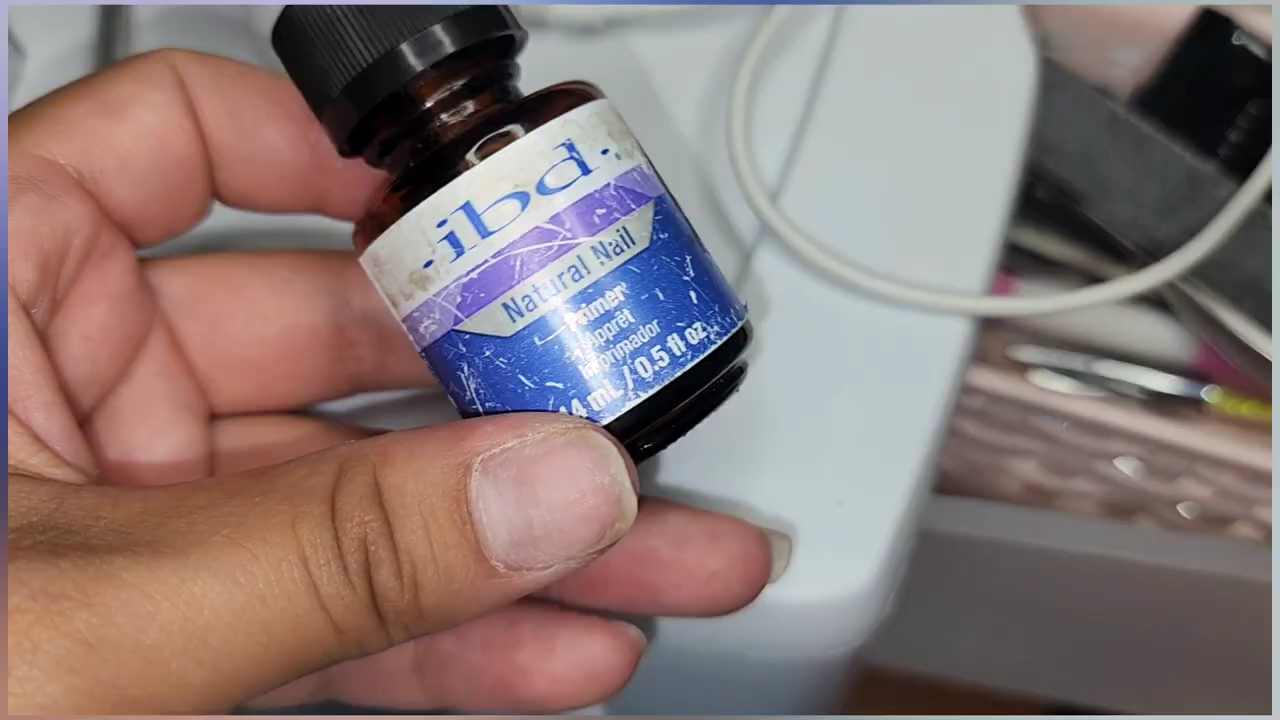 .ibd.
Natural Nail
Primer
Apprêt
Imprimador
14 mL / 0.5 fl oz